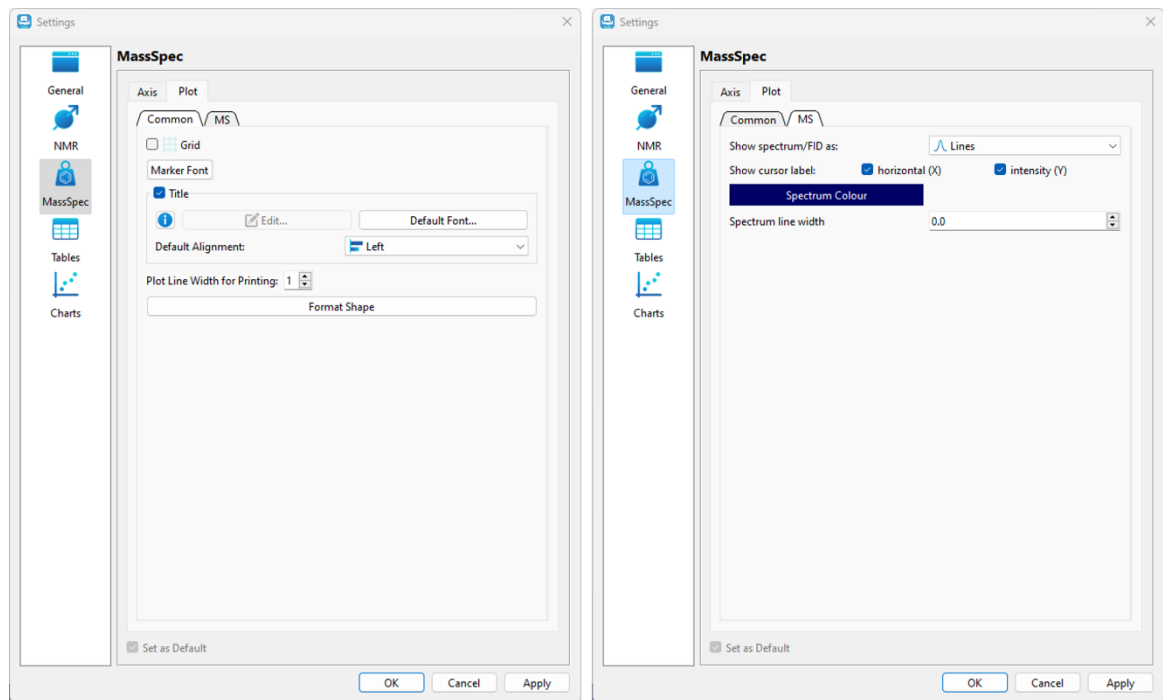 Settings
MassSpec
General
NMR
MassSpec
Tables
Charts
Axis Plot
Common MS
Grid
Marker Font
Title
Edit... Default Font...
Default Alignment: Left
Plot Line Width for Printing: 1
Format Shape
Set as Default
OK Cancel Apply
Settings
MassSpec
General
NMR
MassSpec
Tables
Charts
Axis Plot
Common MS
Show spectrum/FID as: Lines
Show cursor label: horizontal (X) intensity (Y)
Spectrum Colour
Spectrum line width 0.0
Set as Default
OK Cancel Apply